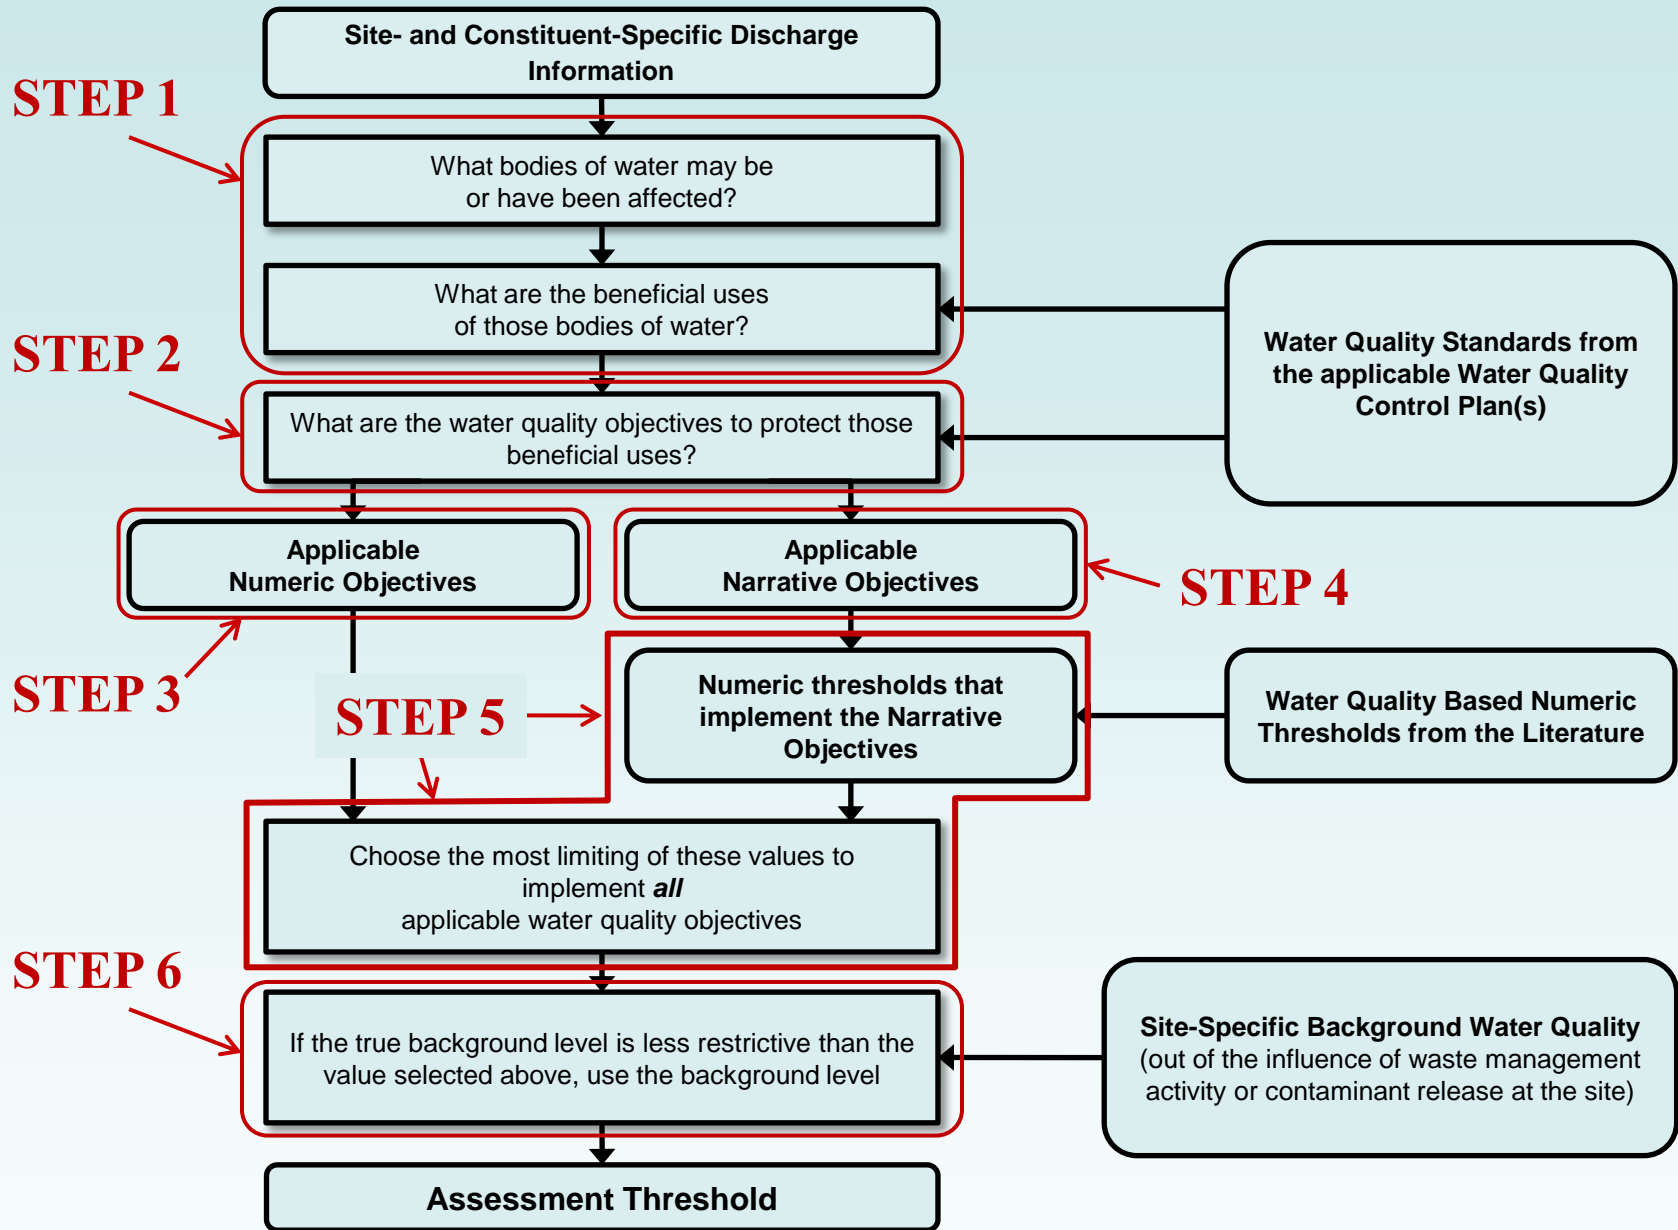 Site- and Constituent-Specific Discharge
Information
STEP 1
What bodies of water may be
or have been affected?
What are the beneficial uses
of those bodies of water?
Water Quality Standards from
the applicable Water Quality
Control Plan(s)
STEP 2
What are the water quality objectives to protect those
beneficial uses?
Applicable
Numeric Objectives
Applicable
Narrative Objectives
STEP 4
STEP 3
STEP 5
Numeric thresholds that
implement the Narrative
Objectives
Water Quality Based Numeric
Thresholds from the Literature
Choose the most limiting of these values to
implement all
applicable water quality objectives
STEP 6
If the true background level is less restrictive than the
value selected above, use the background level
Site-Specific Background Water Quality
(out of the influence of waste management
activity or contaminant release at the site)
Assessment Threshold